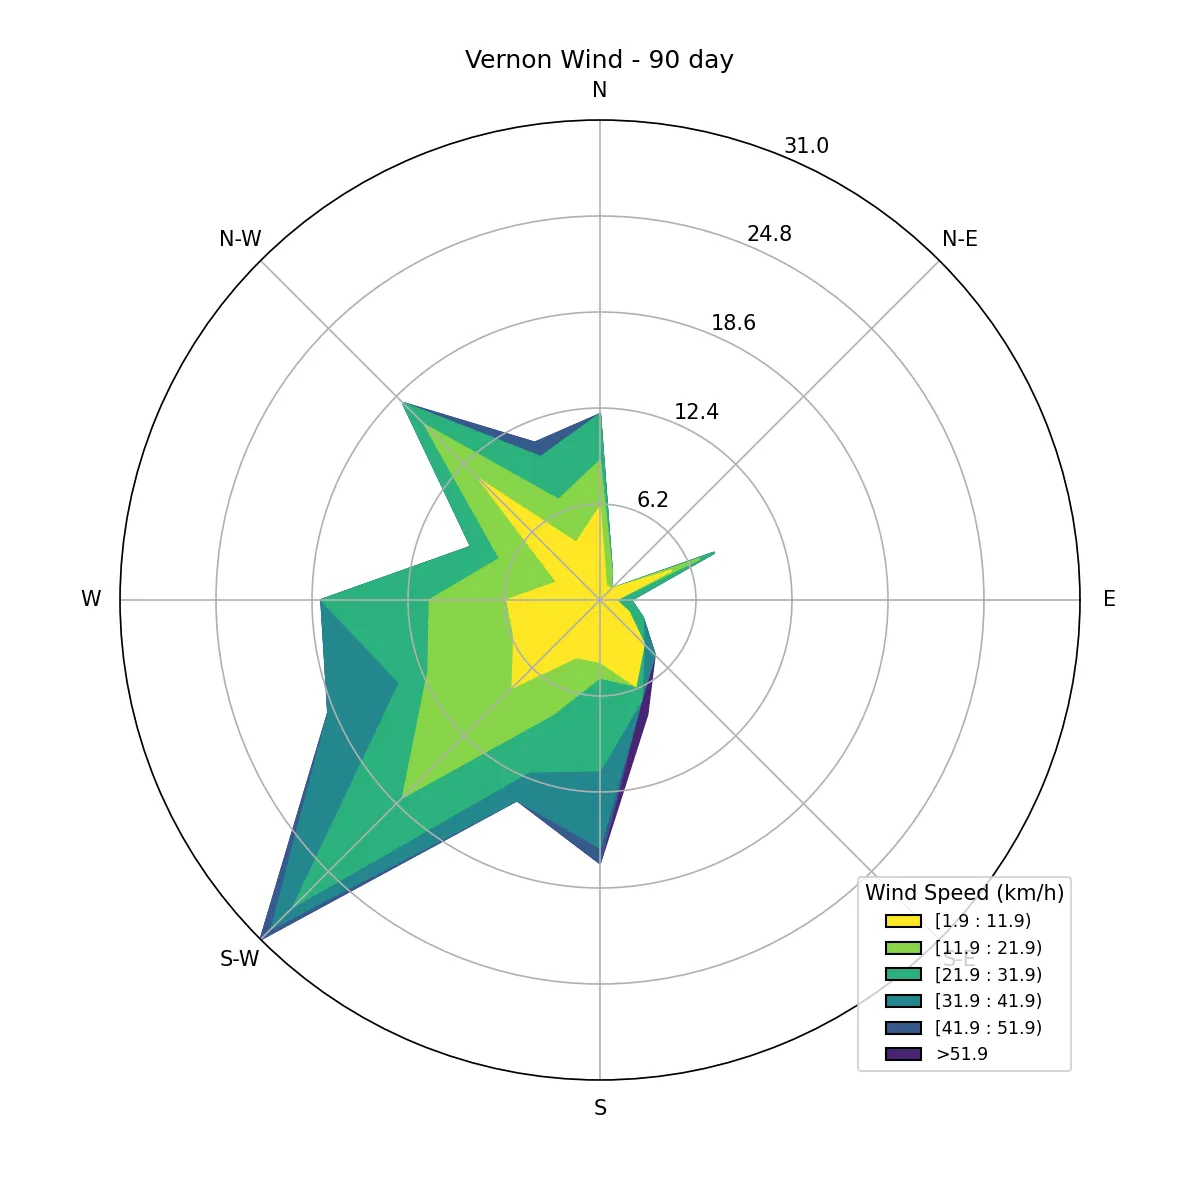 Vernon Wind - 90 day
N
31.0
N-W
N-E
24.8
18.6
12.4
6.2
W
E
S-W
S-E
S
Wind Speed (km/h)
[1.9 : 11.9)
[11.9 : 21.9)
[21.9 : 31.9)
[31.9 : 41.9)
[41.9 : 51.9)
>51.9